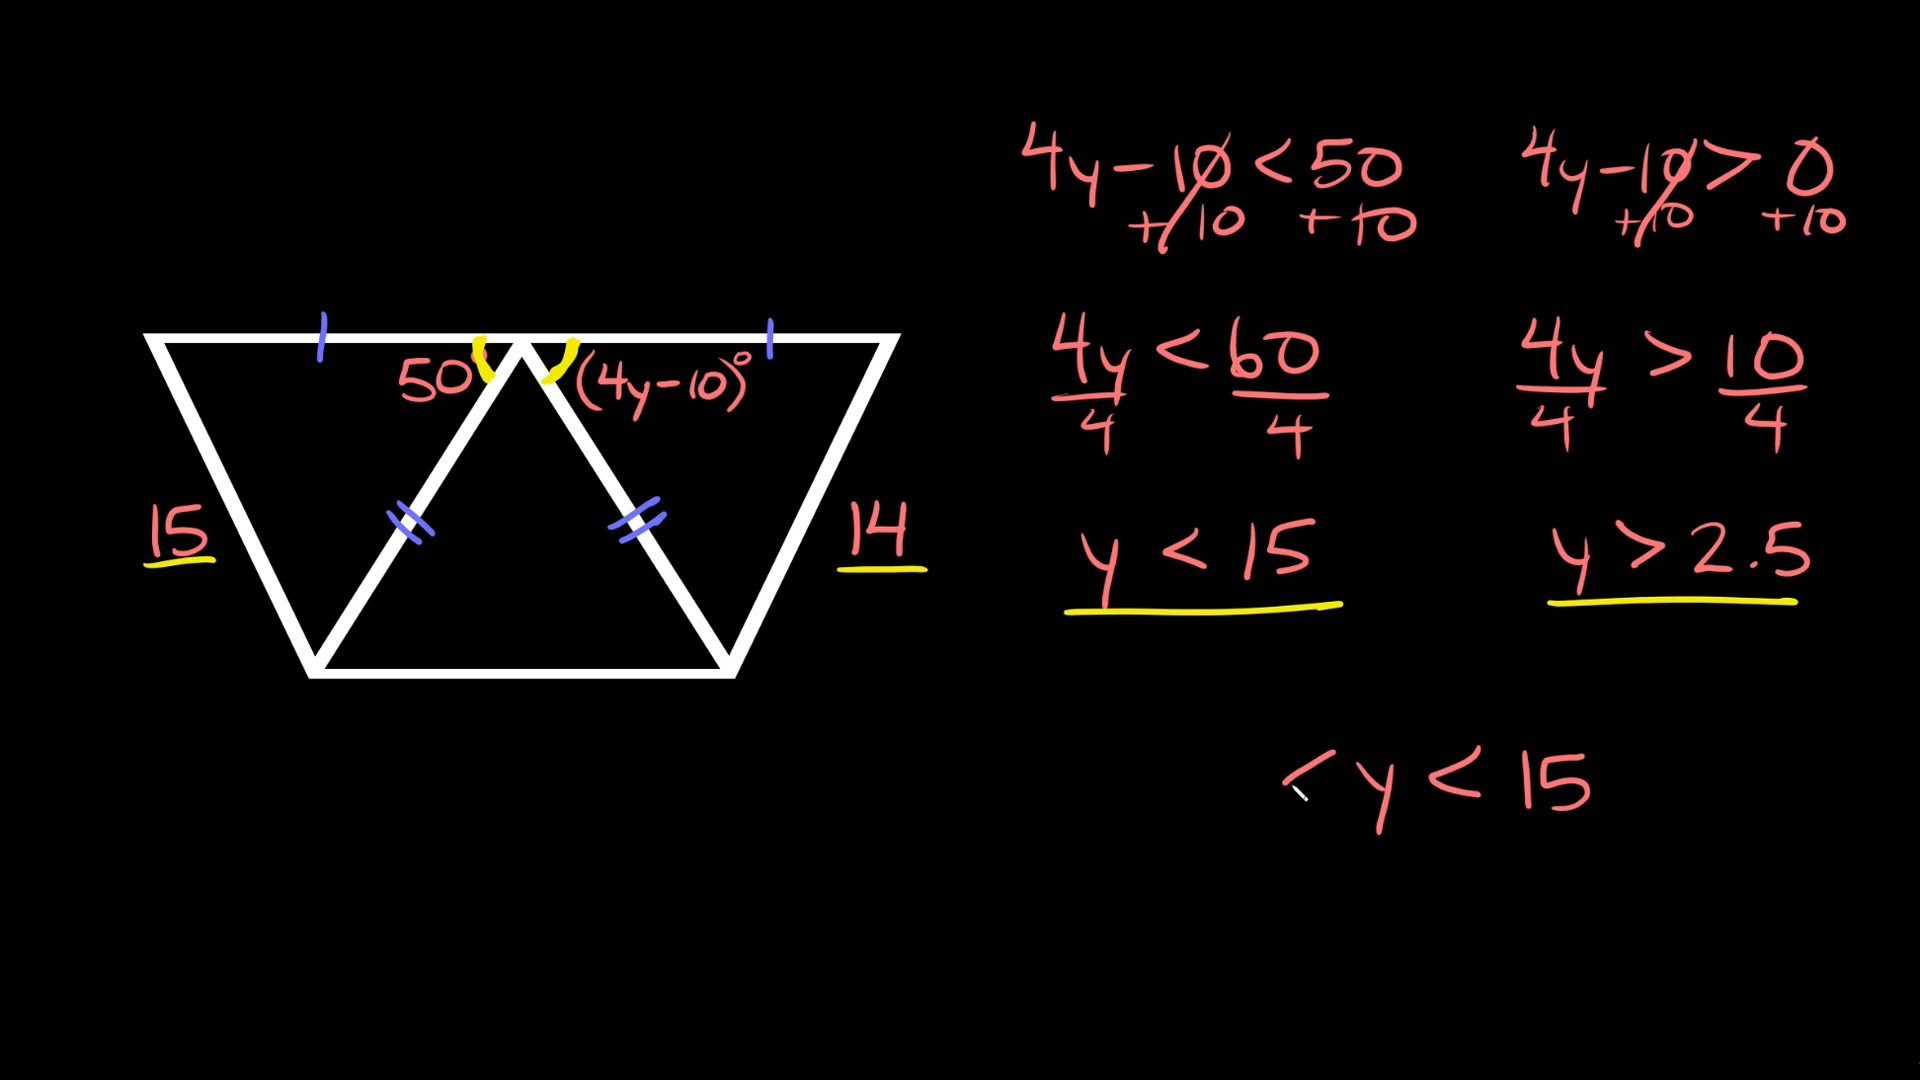 4y-10 < 50
+10 +10
4y-10 > 0
+10 +10
4y < 60
4 4
4y > 10
4 4
50°
(4y-10)°
15
14
y < 15
y > 2.5
< y < 15